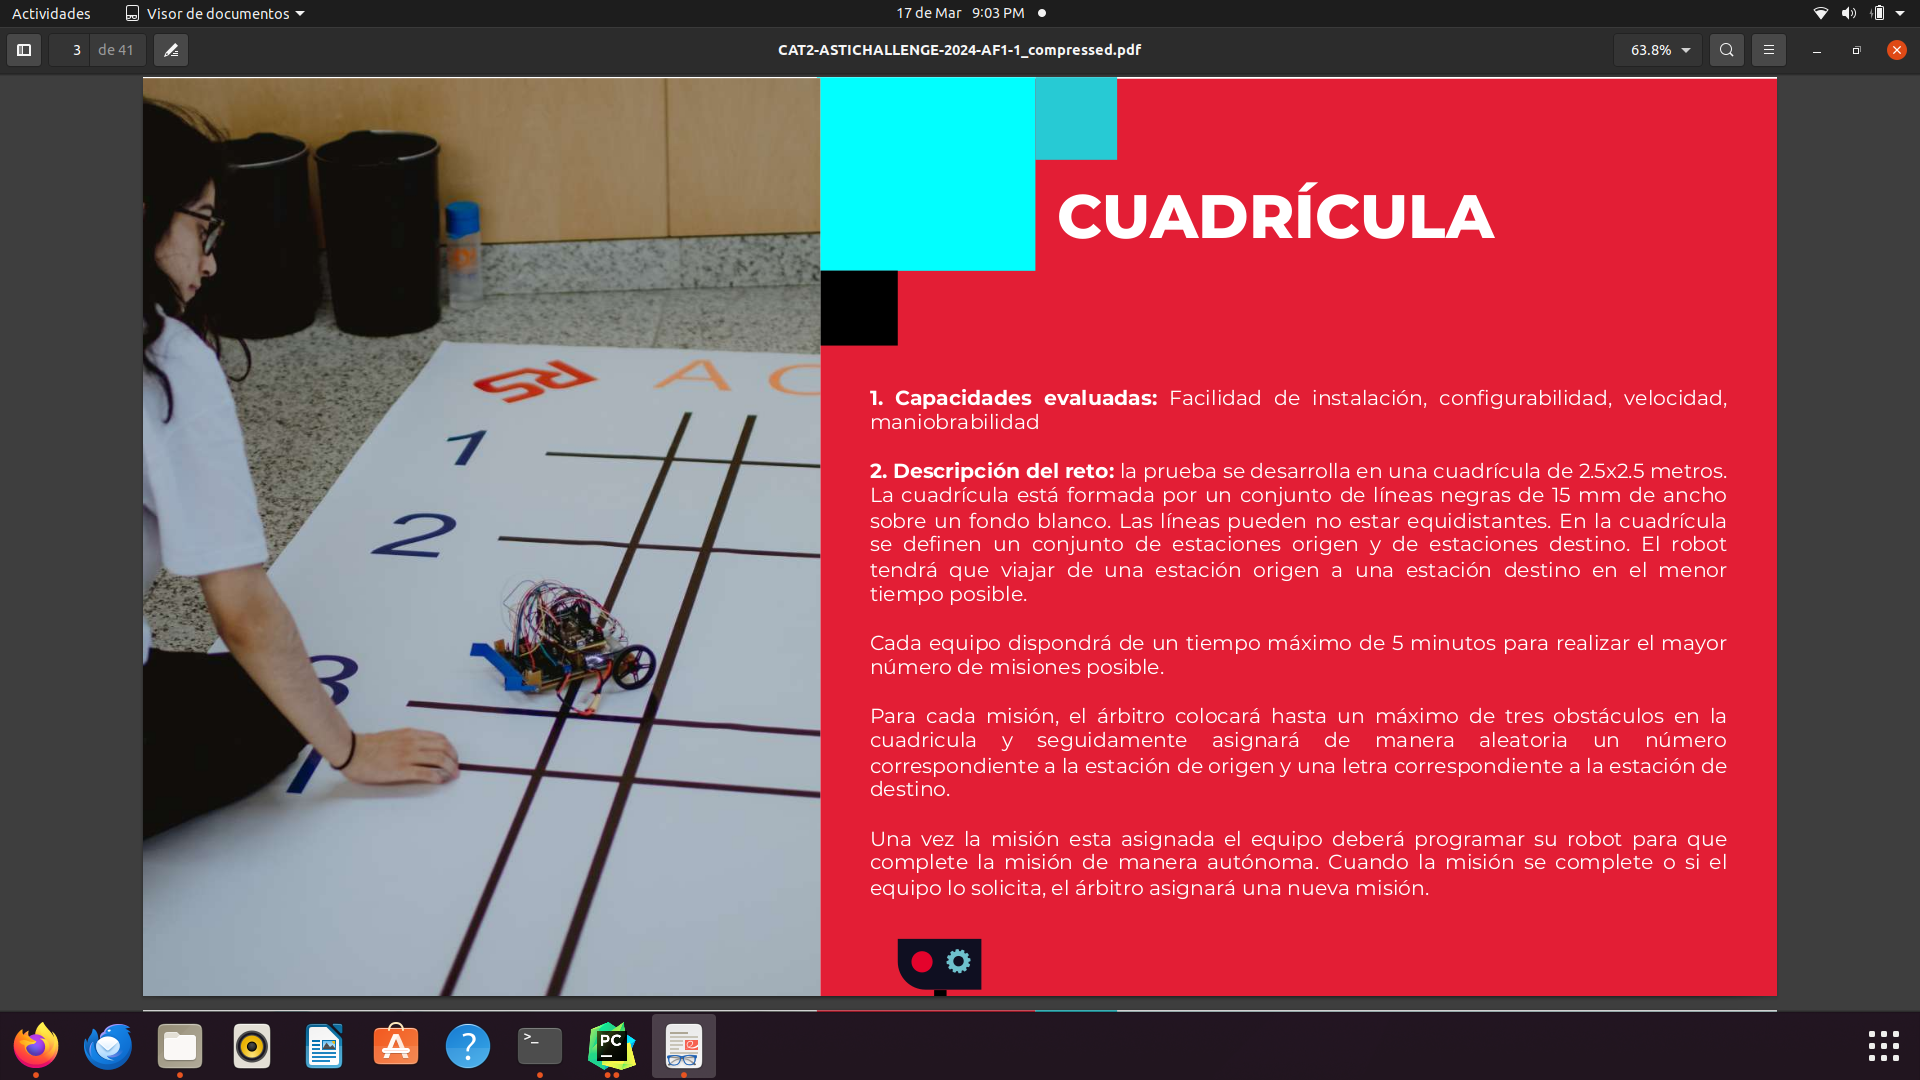 Actividades
Visor de documentos
17 de Mar 9:03 PM
3 de 41
CAT2-ASTICHALLENGE-2024-AF1-1_compressed.pdf
63.8%
CUADRÍCULA
1. Capacidades evaluadas: Facilidad de instalación, configurabilidad, velocidad,
maniobrabilidad
2. Descripción del reto: la prueba se desarrolla en una cuadrícula de 2.5x2.5 metros.
La cuadrícula está formada por un conjunto de líneas negras de 15 mm de ancho
sobre un fondo blanco. Las líneas pueden no estar equidistantes. En la cuadrícula
se definen un conjunto de estaciones origen y de estaciones destino. El robot
tendrá que viajar de una estación origen a una estación destino en el menor
tiempo posible.
Cada equipo dispondrá de un tiempo máximo de 5 minutos para realizar el mayor
número de misiones posible.
Para cada misión, el árbitro colocará hasta un máximo de tres obstáculos en la
cuadricula y seguidamente asignará de manera aleatoria un número
correspondiente a la estación de origen y una letra correspondiente a la estación de
destino.
Una vez la misión esta asignada el equipo deberá programar su robot para que
complete la misión de manera autónoma. Cuando la misión se complete o si el
equipo lo solicita, el árbitro asignará una nueva misión.
RS
A
1
2
3
PC
>_
?